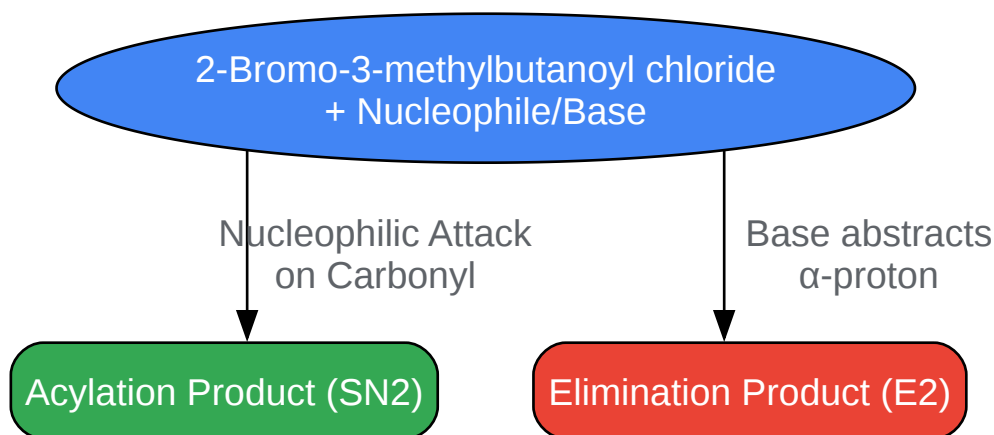 2-Bromo-3-methylbutanoyl chloride
+ Nucleophile/Base
Nucleophilic Attack
on Carbonyl
Base abstracts
α-proton
Acylation Product (SN2)
Elimination Product (E2)